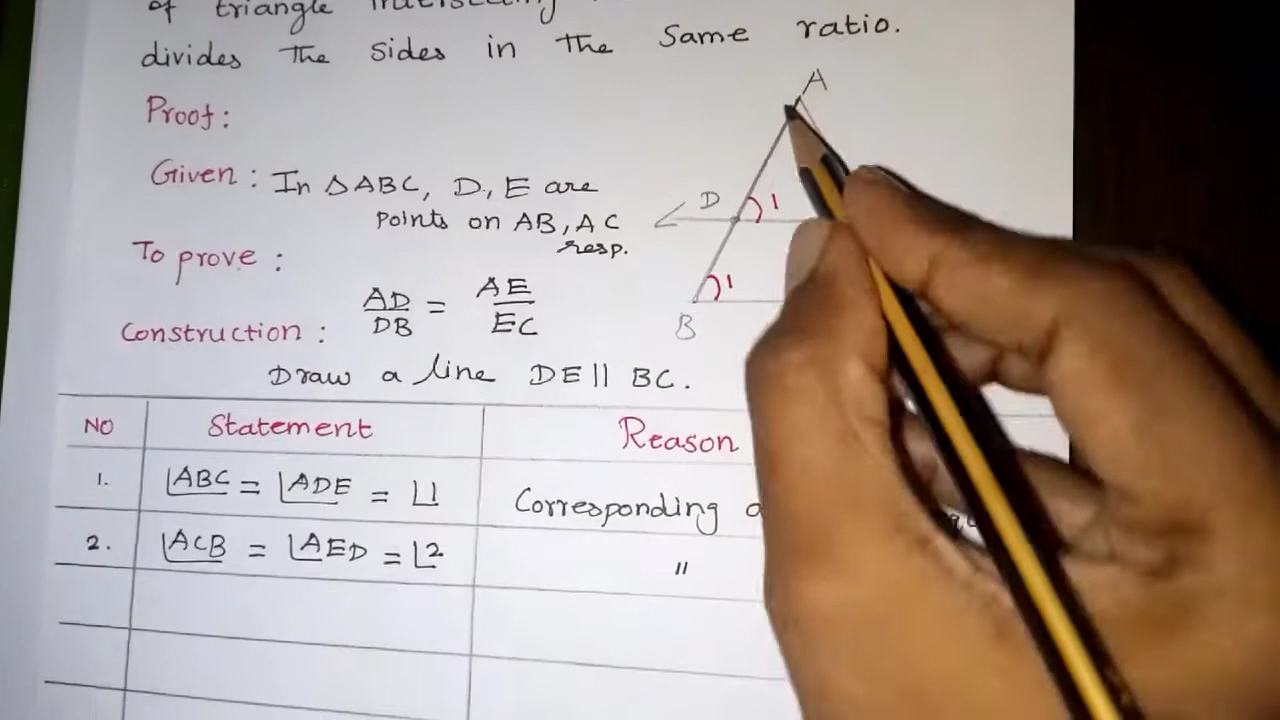 of triangle
divides the sides in the same ratio.
Proof:
Given: In △ABC, D, E are
points on AB, AC
resp.
To prove:
AD/DB = AE/EC
Construction:
Draw a line DE || BC.
A
D
1
1
B
NO Statement Reason
1. ∠ABC = ∠ADE = ∠1 Corresponding
2. ∠ACB = ∠AED = ∠2 "